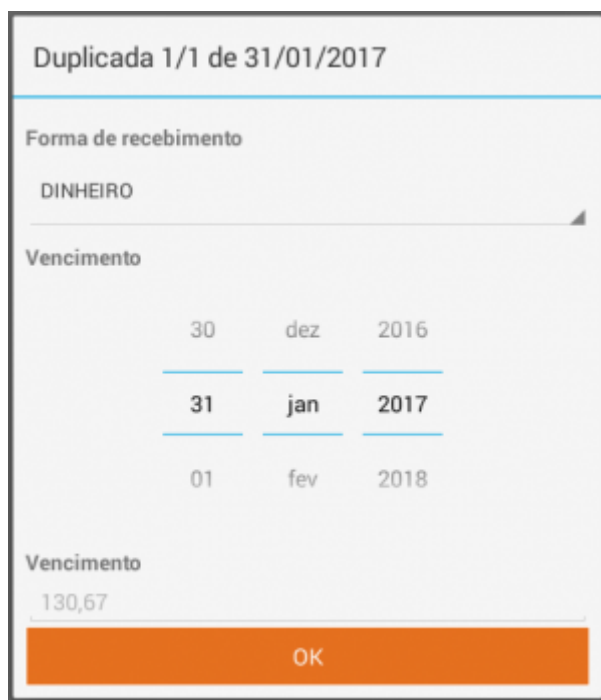 Duplicada 1/1 de 31/01/2017
Forma de recebimento
DINHEIRO
Vencimento
30 dez 2016
31 jan 2017
01 fev 2018
Vencimento
130,67
OK